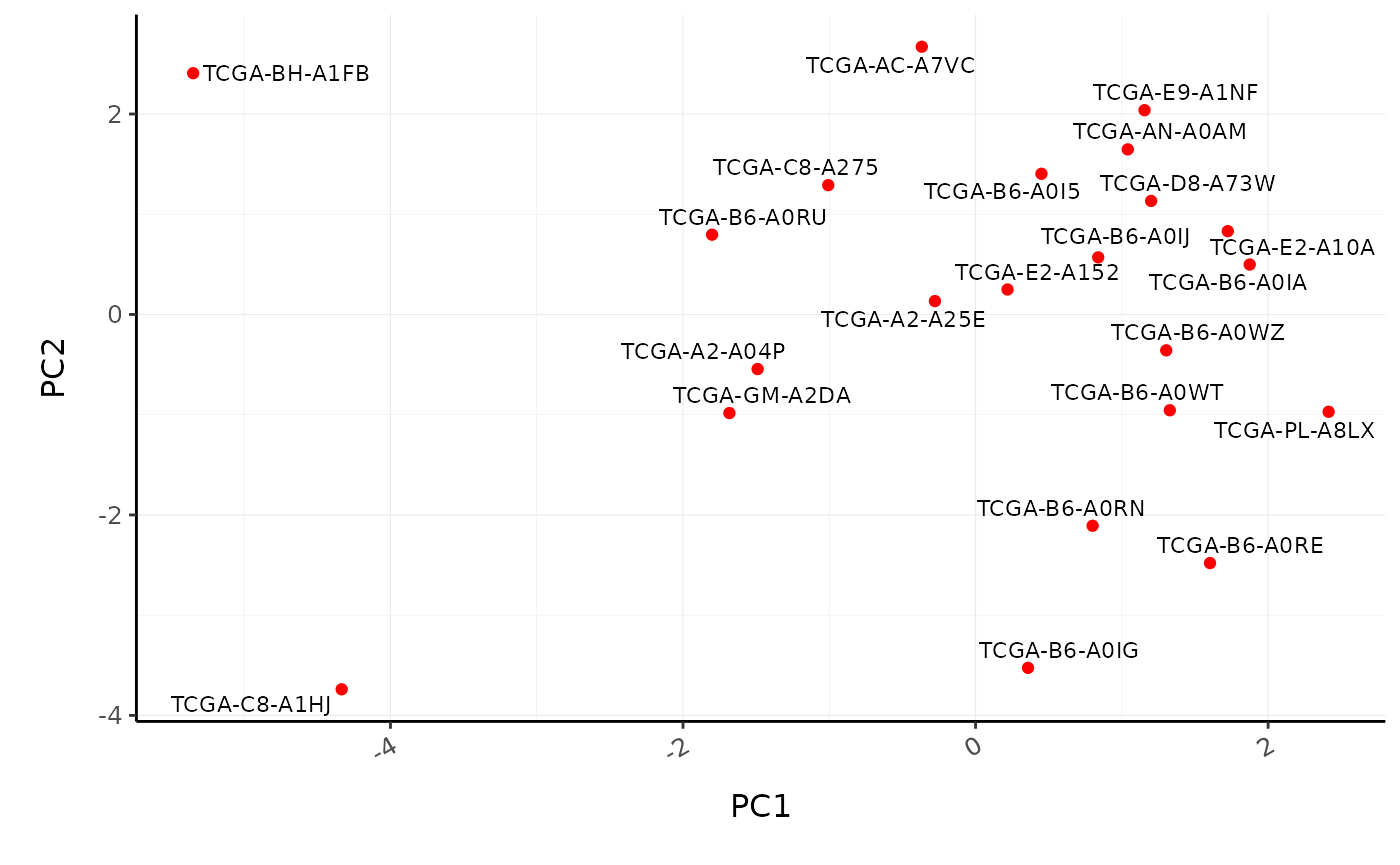 TCGA-AC-A7VC
TCGA-BH-A1FB
TCGA-E9-A1NF
2
TCGA-AN-A0AM
TCGA-C8-A275
TCGA-D8-A73W
TCGA-B6-A0I5
TCGA-B6-A0RU
TCGA-B6-A0IJ
TCGA-E2-A10A
TCGA-E2-A152
TCGA-B6-A0IA
0
TCGA-A2-A25E
TCGA-B6-A0WZ
TCGA-A2-A04P
PC2
TCGA-B6-A0WT
TCGA-GM-A2DA
TCGA-PL-A8LX
TCGA-B6-A0RN
-2
TCGA-B6-A0RE
TCGA-B6-A0IG
TCGA-C8-A1HJ
-4
-4 -2 0 2
PC1